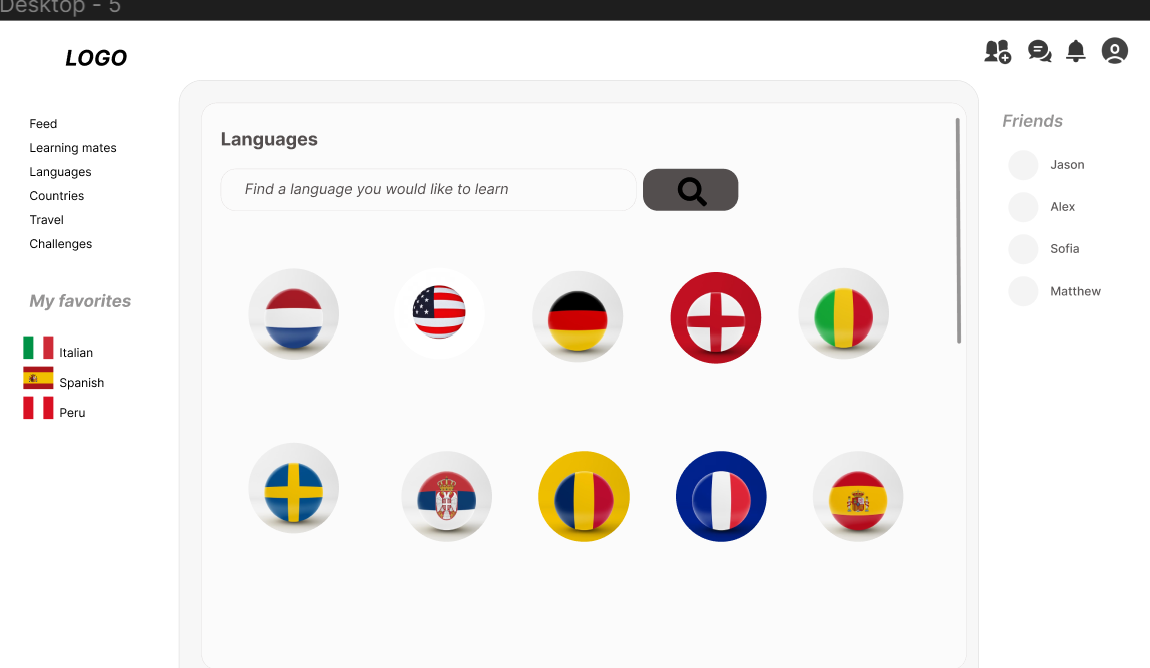 Desktop - 5
LOGO
Feed
Learning mates
Languages
Countries
Travel
Challenges
My favorites
Italian
Spanish
Peru
Languages
Find a language you would like to learn
Friends
Jason
Alex
Sofia
Matthew